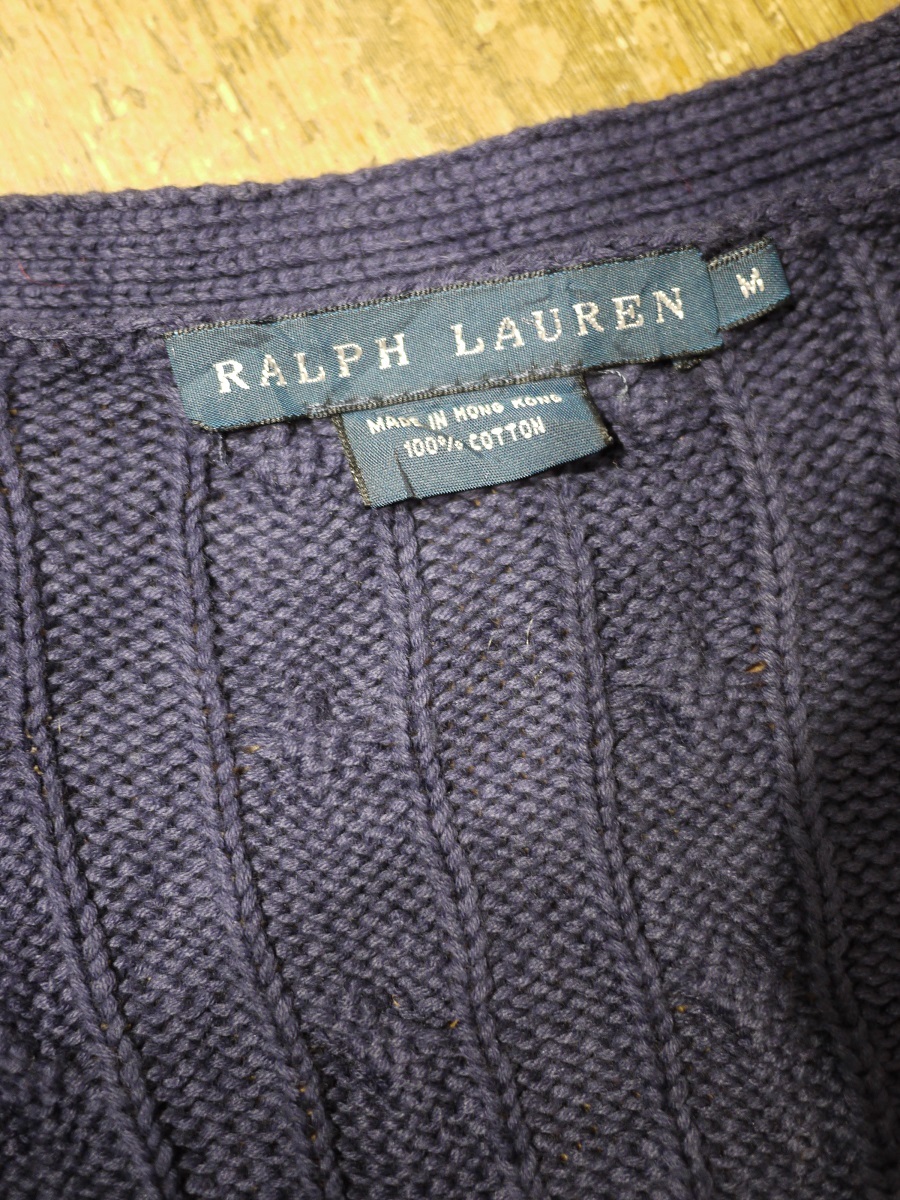 RALPH LAUREN
M
MADE IN HONG KONG
100% COTTON